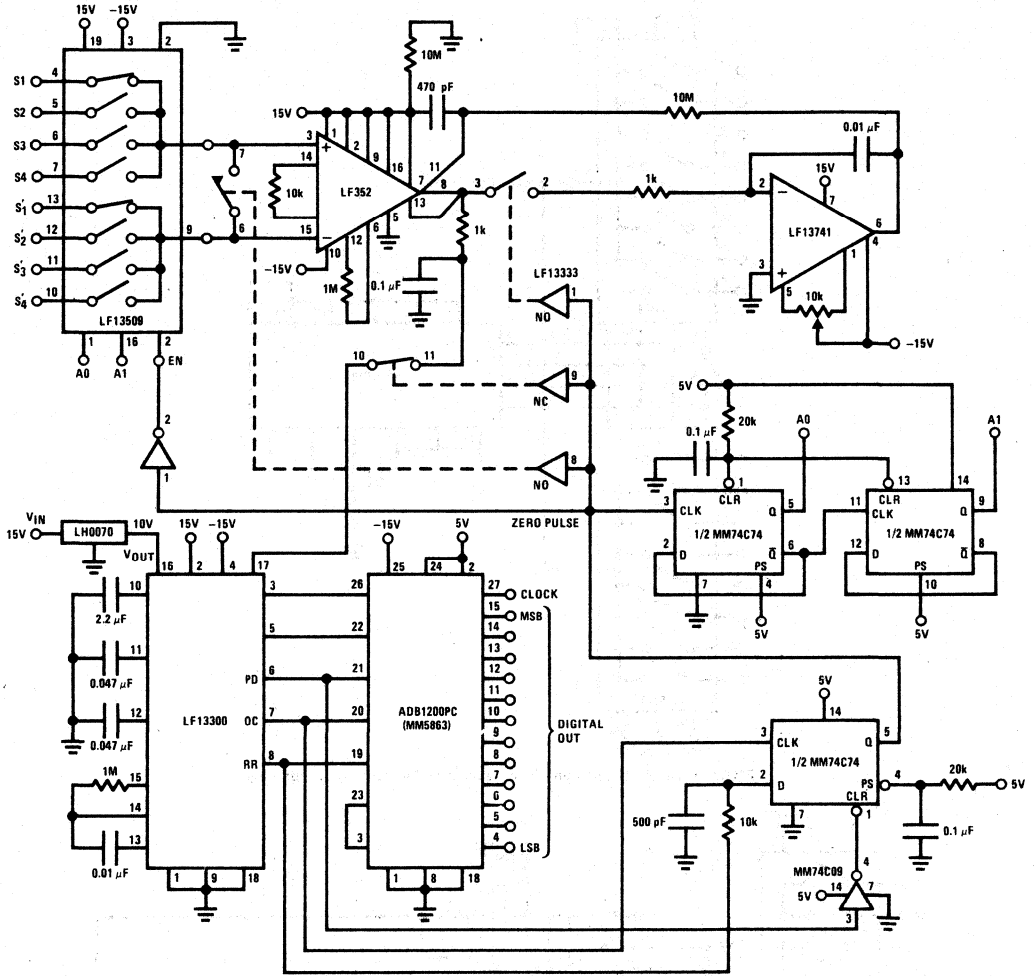 15V -15V
19 3 2
S1 4
S2 5
S3 6
S4 7
S'1 13
S'2 12
S'3 11
S'4 10
9
LF13509
1 16 2
A0 A1 EN
2
1
7
6
10M
470 pF
15V
3 + 1 2 9 16 11
14
10k
LF352
7
8
13
15 − 12 6 5
10
-15V
1M
0.1 µF
1k
3 2
10M
0.01 µF
1k
2 −
15V
7
LF13741
6
4
3 +
5
10k
1
-15V
LF13333
1
NO
10 11
9
NC
8
NO
ZERO PULSE
5V
20k
0.1 µF
A0
A1
1
CLR
3 CLK Q 5
1/2 MM74C74
2 D Q̅ 6
PS
7 4
5V
13 14
CLR
11 CLK Q 9
1/2 MM74C74
12 D Q̅ 8
PS
10
5V
VIN
15V
LH0070
10V
VOUT
15V -15V
16 2 4 17
10
2.2 µF
11
0.047 µF
12
0.047 µF
1M 15
14
13
0.01 µF
LF13300
3
5
PD 6
OC 7
RR 8
1 9 18
-15V 5V
25 24 2
26
22
21
20
19
23
3
ADB1200PC
(MM5863)
1 8 18
27 CLOCK
15 MSB
14
13
12
11
10
9
8
7
6
5
4 LSB
DIGITAL
OUT
5V
14
3 CLK Q 5
1/2 MM74C74
2 D PS 4
CLR
7 1
20k
5V
0.1 µF
500 pF
10k
4
MM74C09
5V 14 7
3